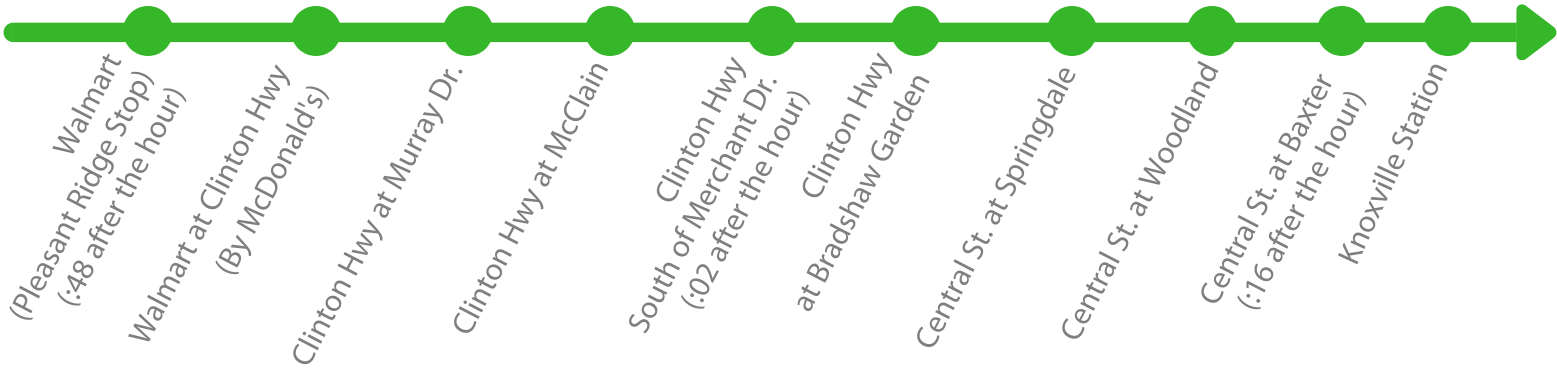 Walmart
(Pleasant Ridge Stop)
(:48 after the hour)
Walmart at Clinton Hwy
(By McDonald's)
Clinton Hwy at Murray Dr.
Clinton Hwy at McClain
Clinton Hwy
South of Merchant Dr.
(:02 after the hour)
Clinton Hwy
at Bradshaw Garden
Central St. at Springdale
Central St. at Woodland
Central St. at Baxter
(:16 after the hour)
Knoxville Station